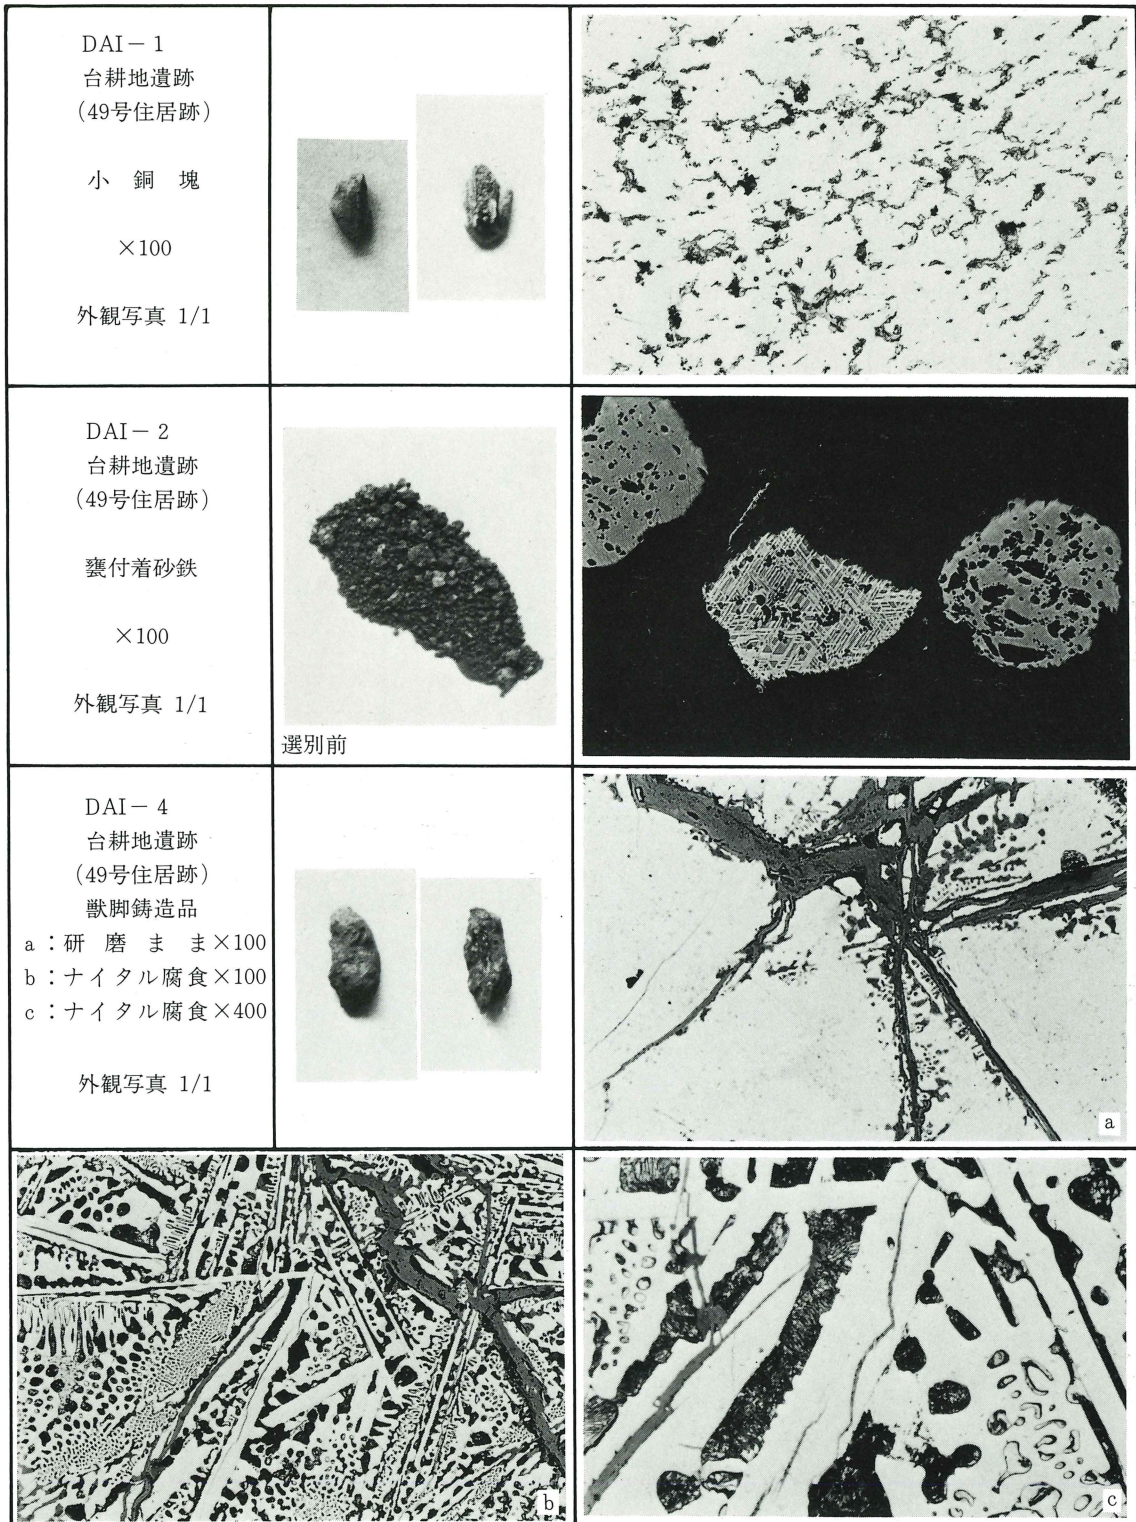 DAI-1
台耕地遺跡
(49号住居跡)
小 銅 塊
×100
外観写真 1/1
DAI-2
台耕地遺跡
(49号住居跡)
甕付着砂鉄
×100
外観写真 1/1
選別前
DAI-4
台耕地遺跡
(49号住居跡)
獣脚鋳造品
a:研 磨 ま ま×100
b:ナイタル腐食×100
c:ナイタル腐食×400
外観写真 1/1
a
b
c